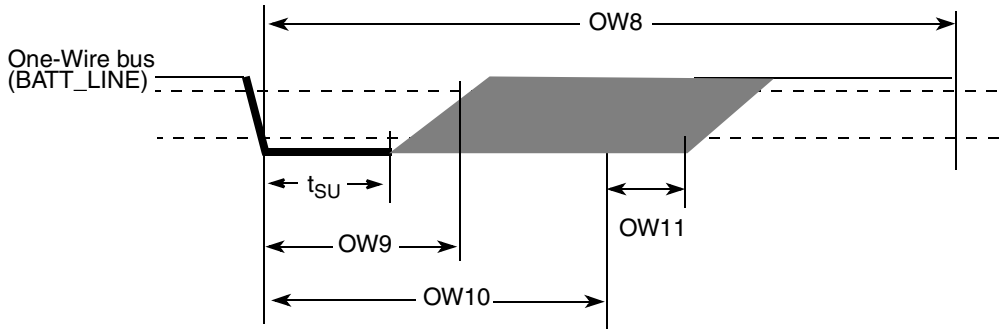 OW8
One-Wire bus
(BATT_LINE)
tSU
OW11
OW9
OW10